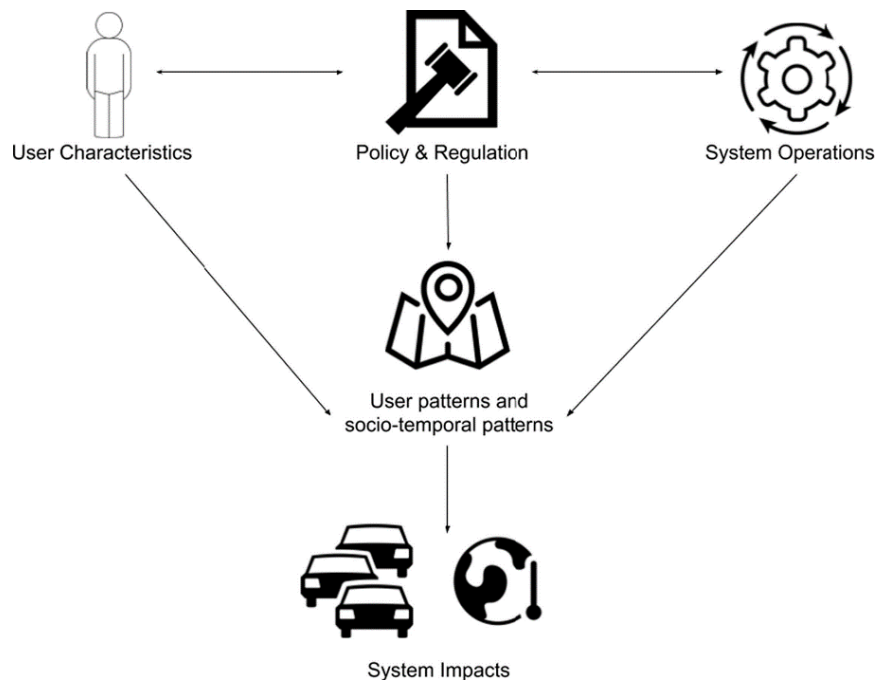 User Characteristics
Policy & Regulation
System Operations
User patterns and
socio-temporal patterns
System Impacts